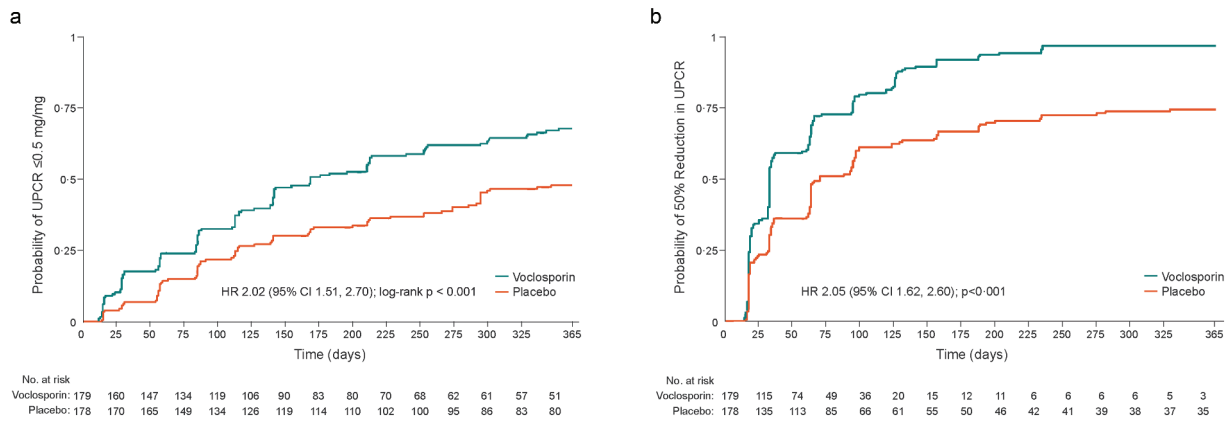 a
Probability of UPCR ≤0.5 mg/mg
1
0·75
0·5
0·25
0
25 50 75 100 125 150 175 200 225 250 275 300 325 365
Time (days)
HR 2.02 (95% CI 1.51, 2.70); log-rank p < 0.001
Voclosporin
Placebo
No. at risk
Voclosporin: 179 160 147 134 119 106 90 83 80 70 68 62 61 57 51
Placebo: 178 170 165 149 134 126 119 114 110 102 100 95 86 83 80
b
Probability of 50% Reduction in UPCR
1
0·75
0·5
0·25
0
0 25 50 75 100 125 150 175 200 225 250 275 300 325 365
Time (days)
HR 2.05 (95% CI 1.62, 2.60); p<0·001
Voclosporin
Placebo
No. at risk
Voclosporin: 179 115 74 49 36 20 15 12 11 6 6 6 6 5 3
Placebo: 178 135 113 85 66 61 55 50 46 42 41 39 38 37 35